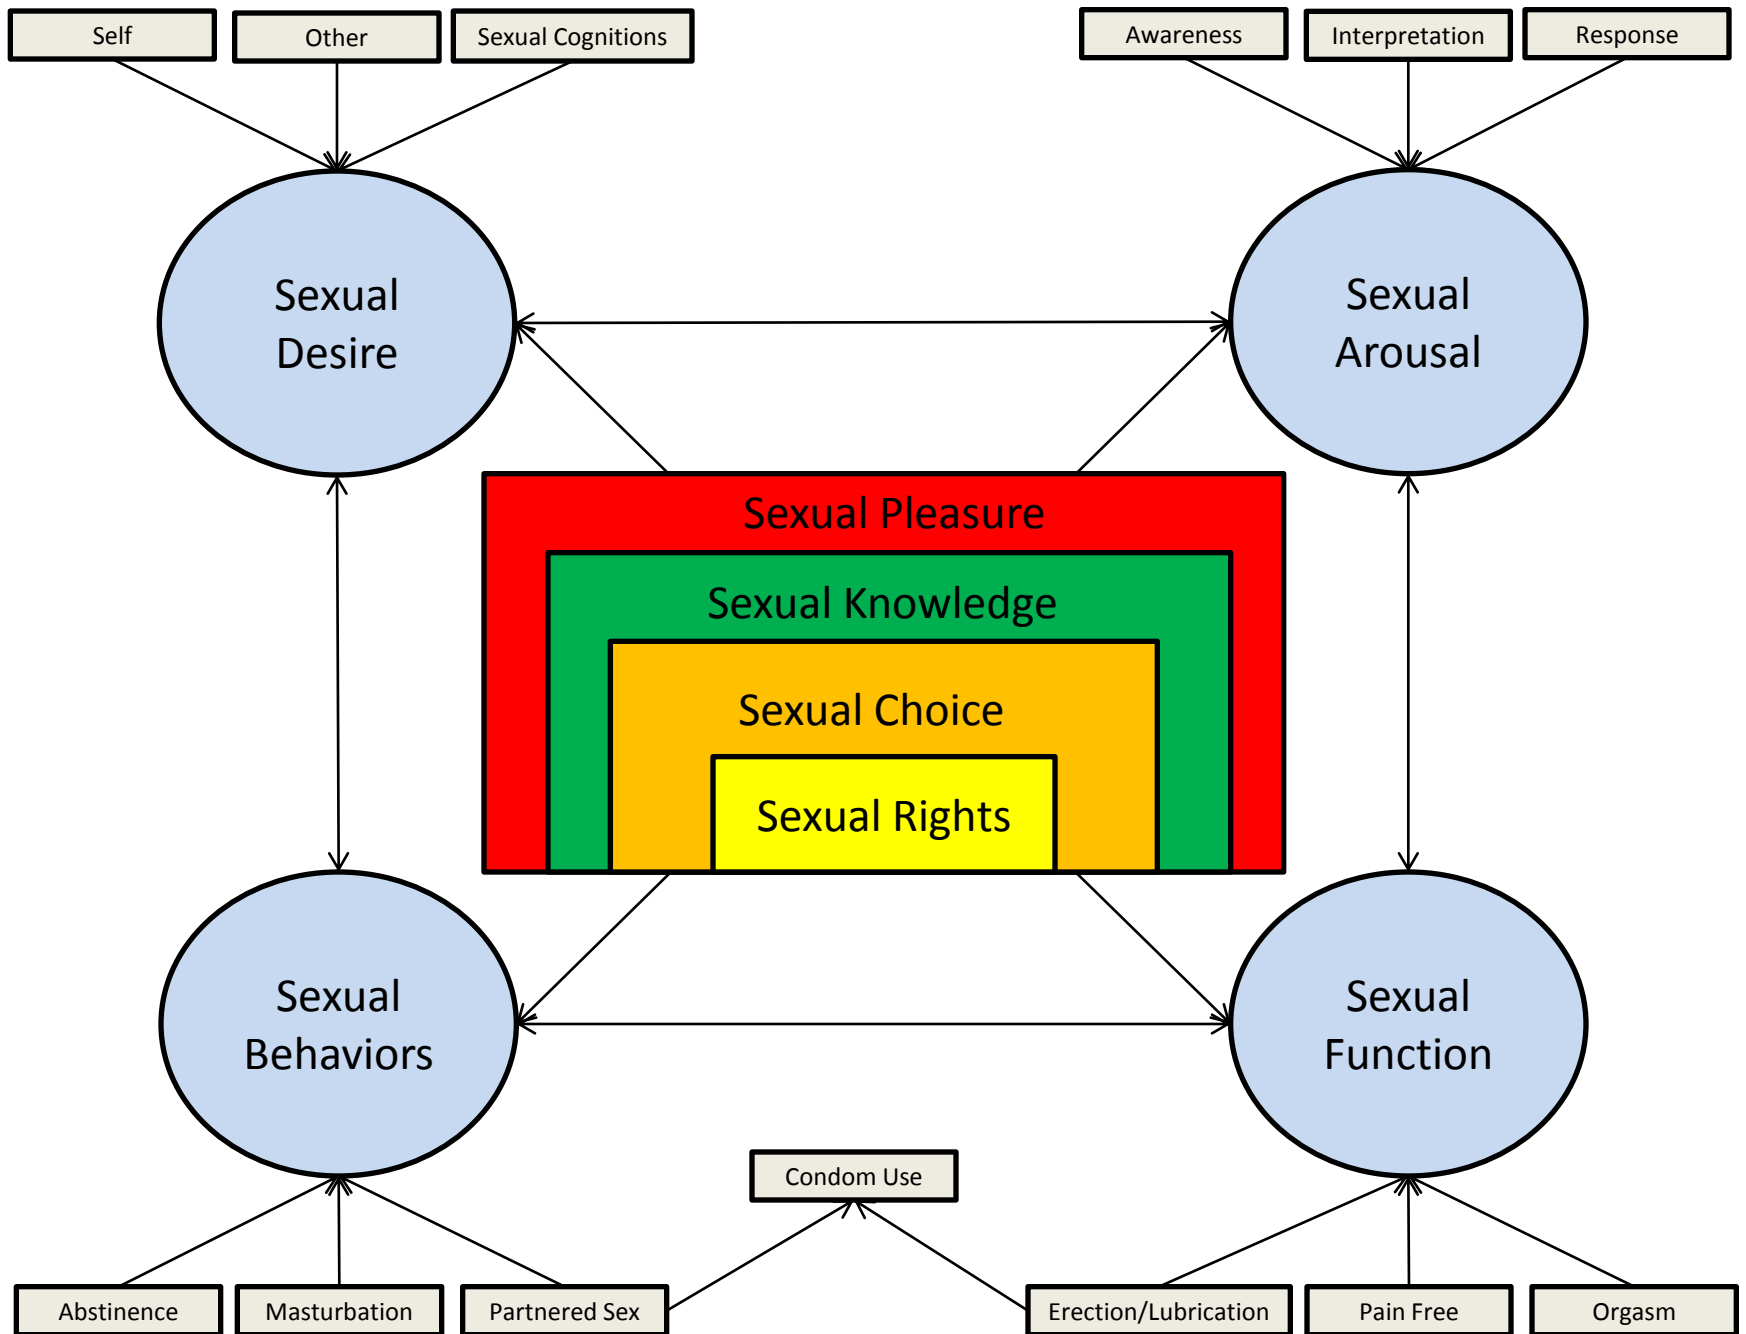 Self
Other
Sexual Cognitions
Awareness
Interpretation
Response
Sexual
Desire
Sexual
Arousal
Sexual Pleasure
Sexual Knowledge
Sexual Choice
Sexual Rights
Sexual
Behaviors
Sexual
Function
Condom Use
Abstinence
Masturbation
Partnered Sex
Erection/Lubrication
Pain Free
Orgasm